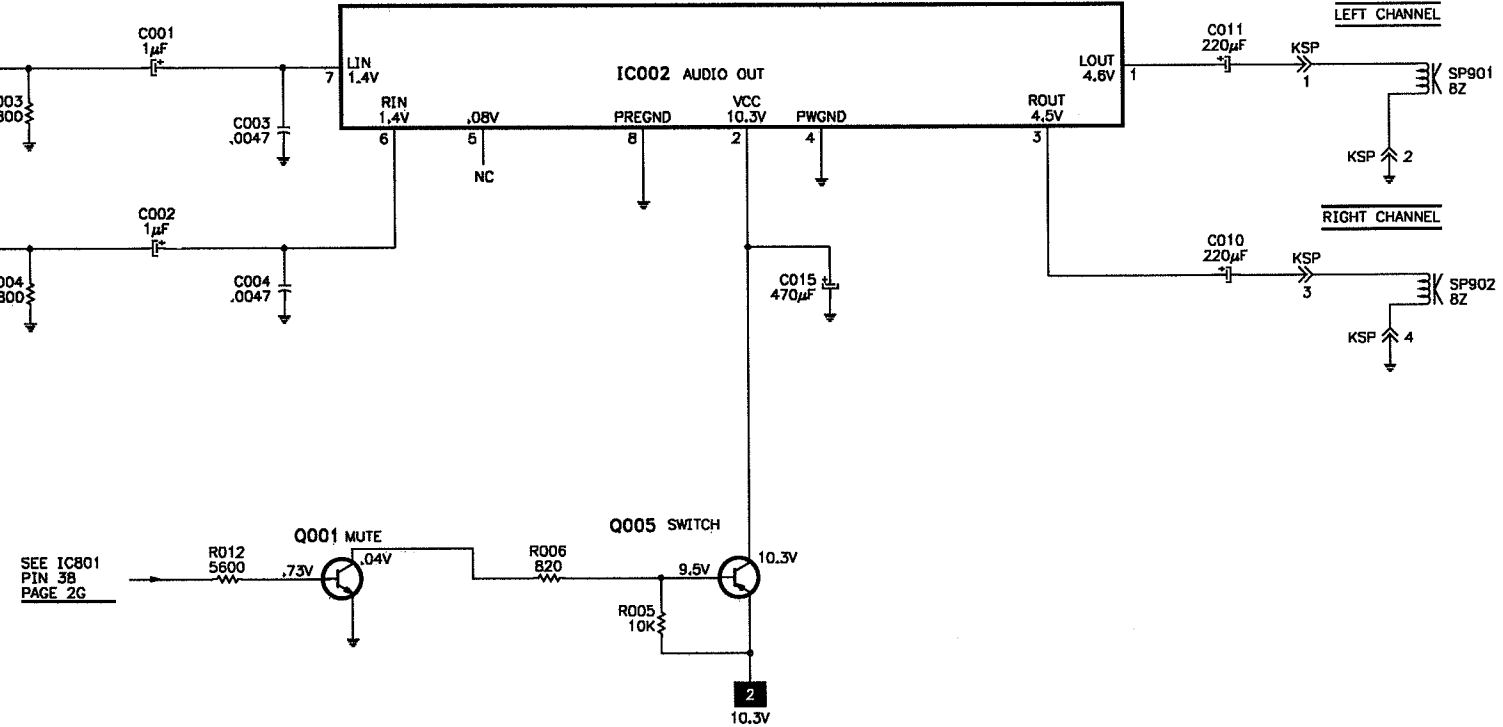 LEFT CHANNEL
C001
1µF
C011
220µF
KSP
1
LIN
1.4V
7
IC002 AUDIO OUT
LOUT
4.6V
1
SP901
8Z
RIN
1.4V
6
.08V
5
NC
PREGND
8
VCC
10.3V
2
PWGND
4
ROUT
4.5V
3
C003
.0047
KSP 2
C002
1µF
RIGHT CHANNEL
C010
220µF
KSP
3
C004
.0047
C015
470µF
SP902
8Z
KSP 4
Q001 MUTE
.04V
Q005 SWITCH
10.3V
SEE IC801
PIN 38
PAGE 2G
R012
5600
.73V
R006
820
9.5V
R005
10K
2
10.3V